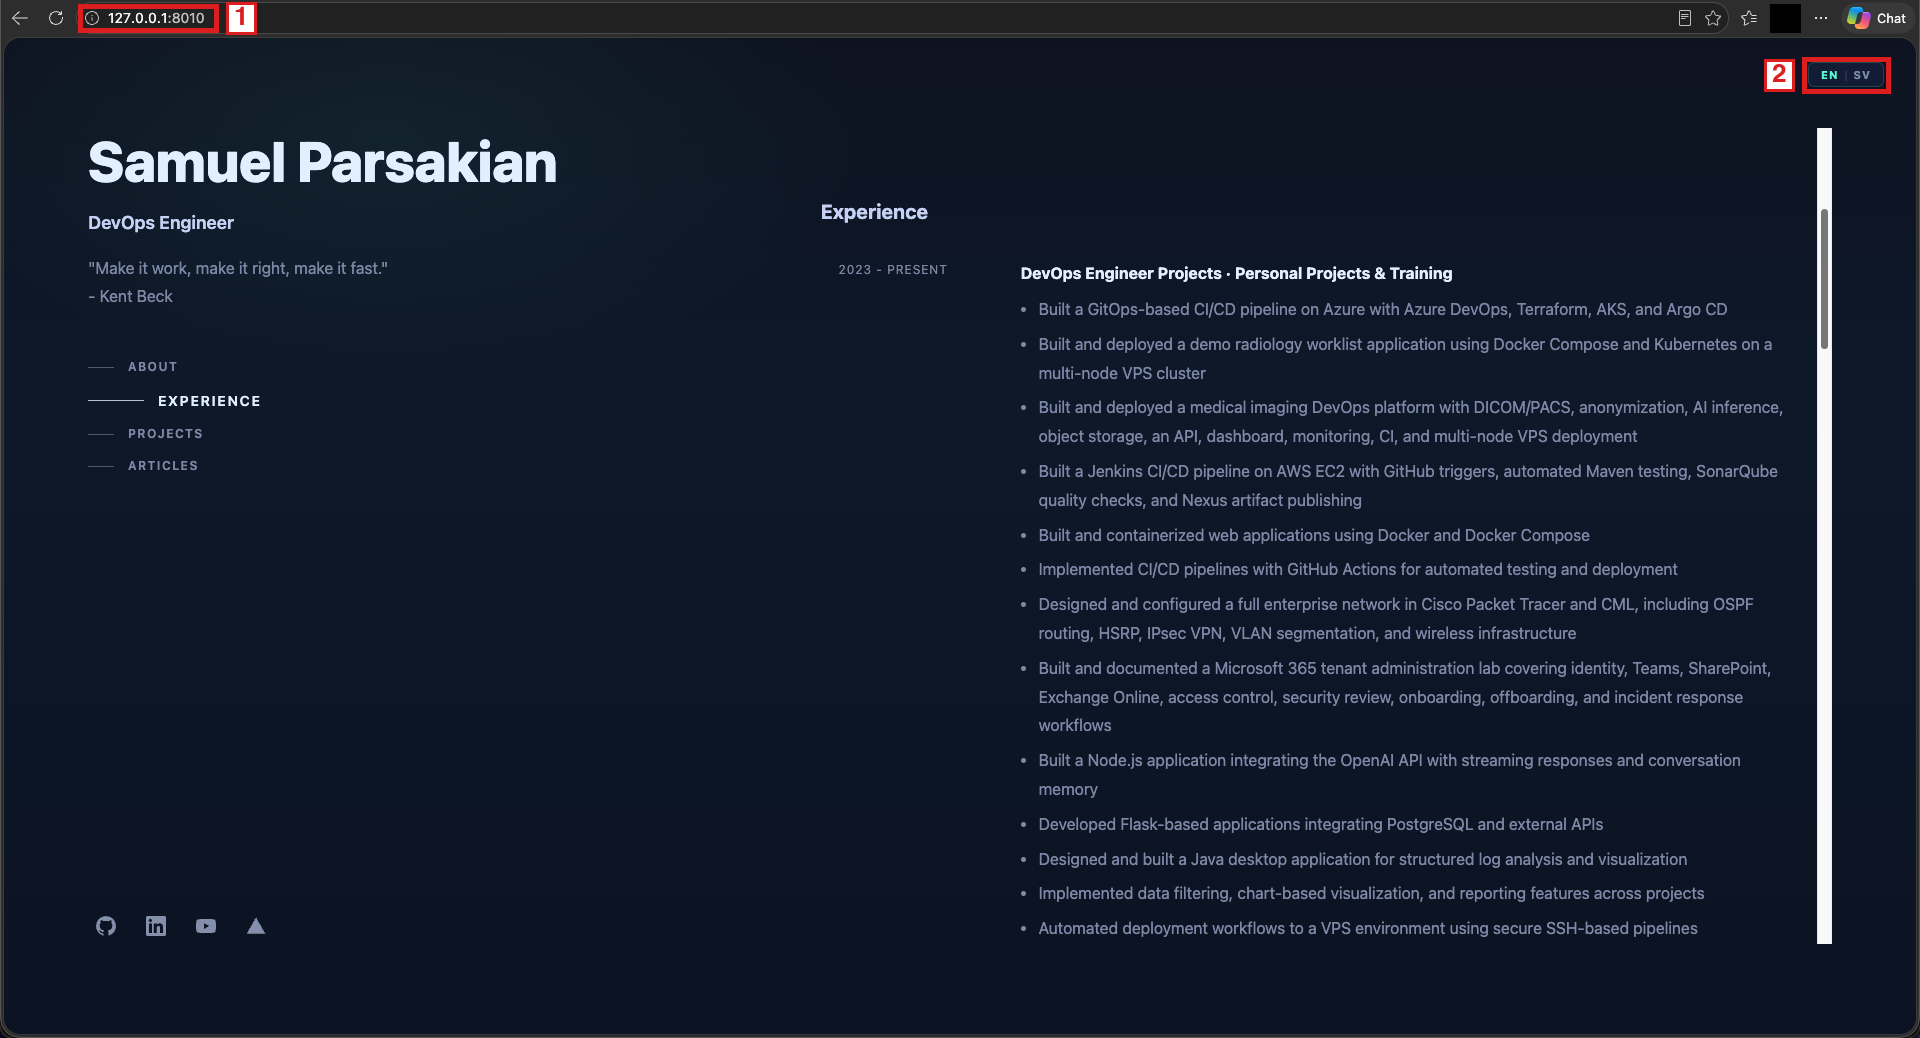 127.0.0.1:8010
1
Chat
2
EN | SV
Samuel Parsakian
DevOps Engineer
"Make it work, make it right, make it fast."
- Kent Beck
ABOUT
EXPERIENCE
PROJECTS
ARTICLES
Experience
2023 - PRESENT
DevOps Engineer Projects · Personal Projects & Training
• Built a GitOps-based CI/CD pipeline on Azure with Azure DevOps, Terraform, AKS, and Argo CD
• Built and deployed a demo radiology worklist application using Docker Compose and Kubernetes on a
multi-node VPS cluster
• Built and deployed a medical imaging DevOps platform with DICOM/PACS, anonymization, AI inference,
object storage, an API, dashboard, monitoring, CI, and multi-node VPS deployment
• Built a Jenkins CI/CD pipeline on AWS EC2 with GitHub triggers, automated Maven testing, SonarQube
quality checks, and Nexus artifact publishing
• Built and containerized web applications using Docker and Docker Compose
• Implemented CI/CD pipelines with GitHub Actions for automated testing and deployment
• Designed and configured a full enterprise network in Cisco Packet Tracer and CML, including OSPF
routing, HSRP, IPsec VPN, VLAN segmentation, and wireless infrastructure
• Built and documented a Microsoft 365 tenant administration lab covering identity, Teams, SharePoint,
Exchange Online, access control, security review, onboarding, offboarding, and incident response
workflows
• Built a Node.js application integrating the OpenAI API with streaming responses and conversation
memory
• Developed Flask-based applications integrating PostgreSQL and external APIs
• Designed and built a Java desktop application for structured log analysis and visualization
• Implemented data filtering, chart-based visualization, and reporting features across projects
• Automated deployment workflows to a VPS environment using secure SSH-based pipelines
in